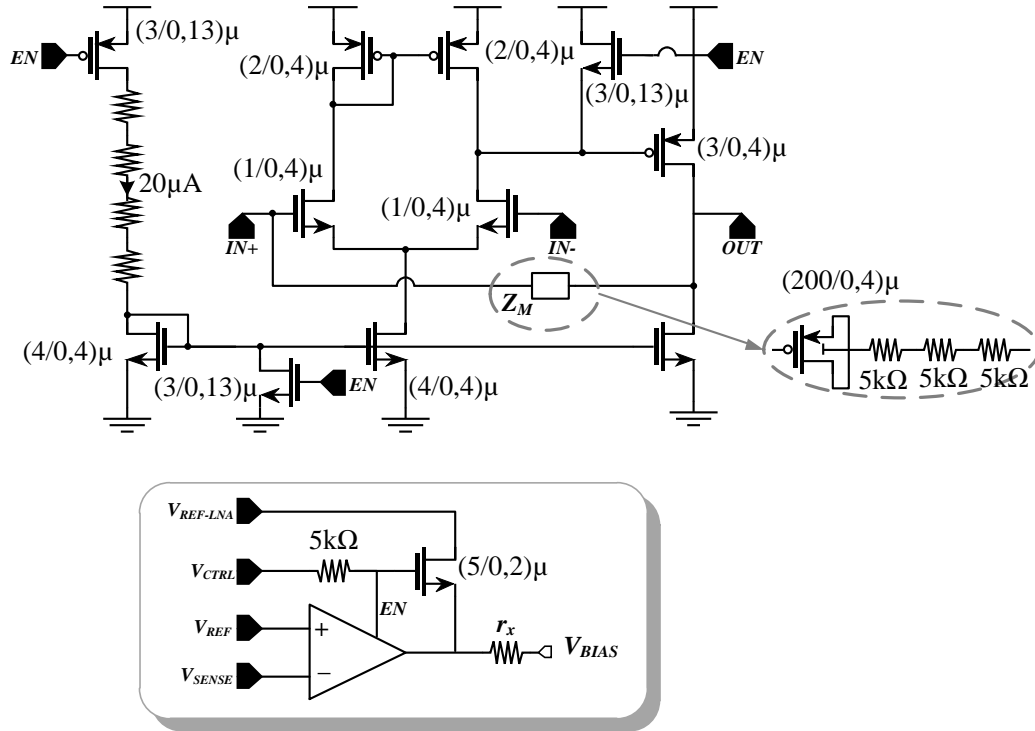 (3/0,13)µ
EN
(2/0,4)µ
(2/0,4)µ
EN
(3/0,13)µ
(3/0,4)µ
20µA
(1/0,4)µ
(1/0,4)µ
IN+
IN-
OUT
Z_M
(200/0,4)µ
5kΩ
5kΩ
5kΩ
(4/0,4)µ
(3/0,13)µ
EN
(4/0,4)µ
V_REF-LNA
5kΩ
(5/0,2)µ
V_CTRL
EN
V_REF
+
r_x
V_BIAS
V_SENSE
−